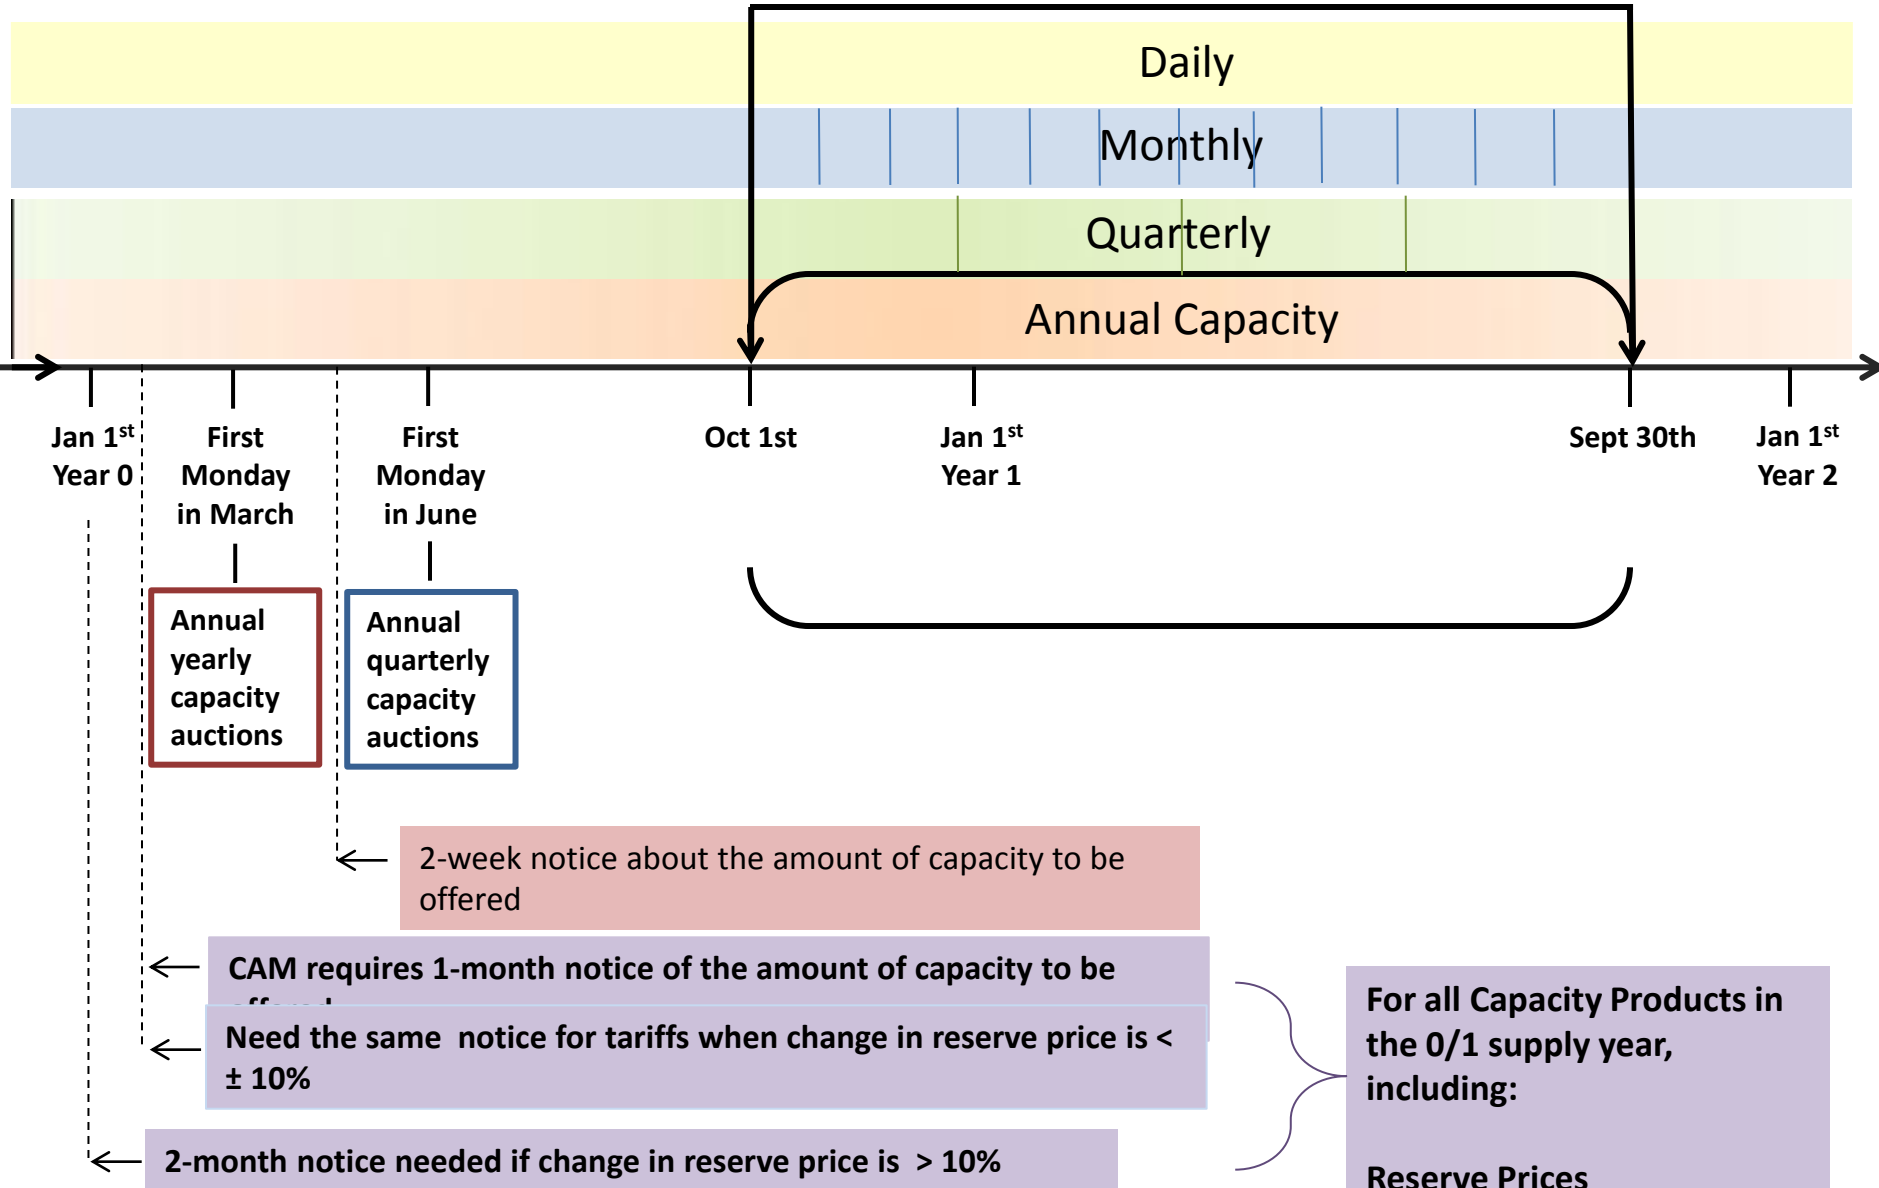 Daily
Monthly
Quarterly
Annual Capacity
Jan 1st
Year 0
First
Monday
in March
First
Monday
in June
Oct 1st
Jan 1st
Year 1
Sept 30th
Jan 1st
Year 2
Annual
yearly
capacity
auctions
Annual
quarterly
capacity
auctions
2-week notice about the amount of capacity to be
offered
CAM requires 1-month notice of the amount of capacity to be
Need the same notice for tariffs when change in reserve price is <
± 10%
2-month notice needed if change in reserve price is > 10%
For all Capacity Products in
the 0/1 supply year,
including:
Reserve Prices